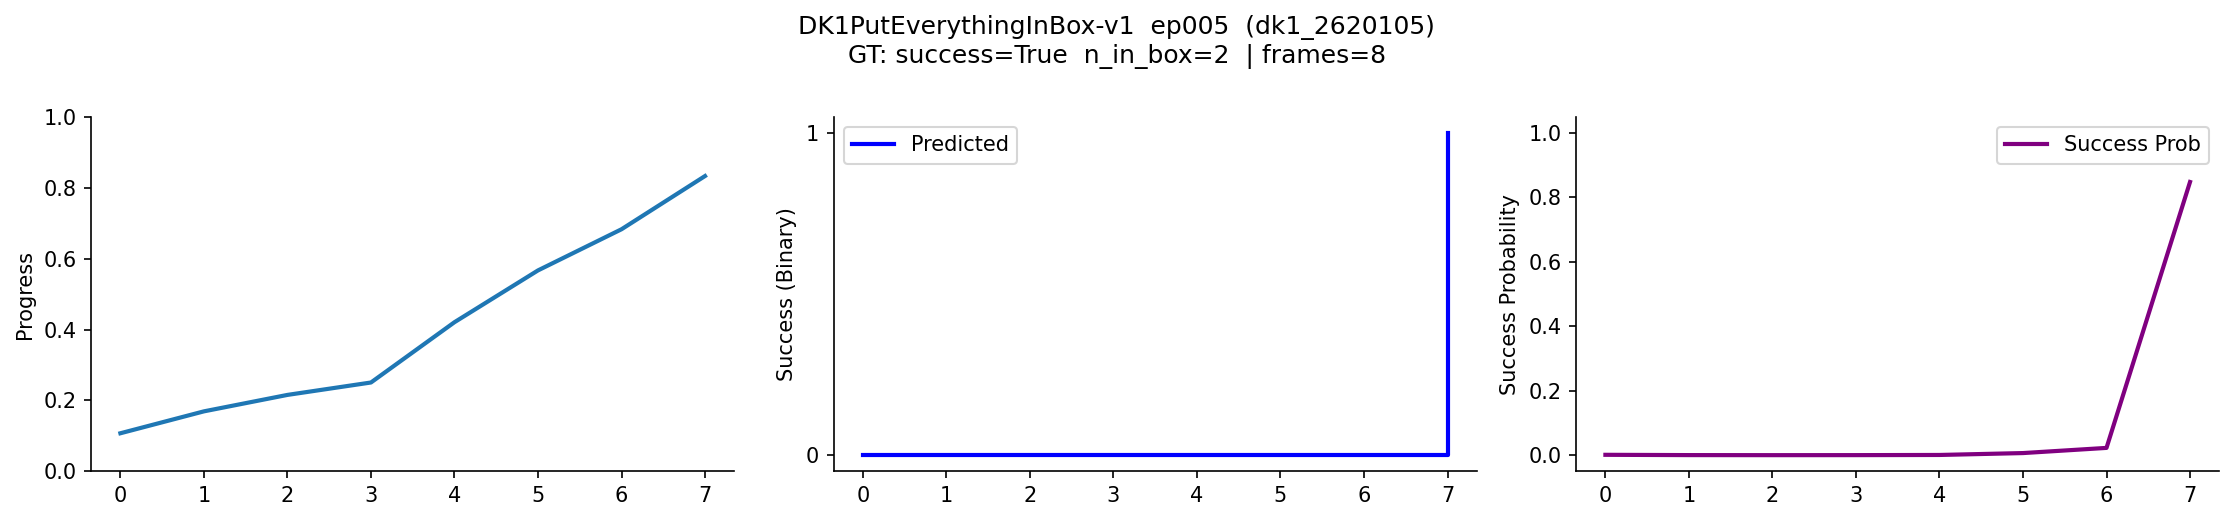 DK1PutEverythingInBox-v1 ep005 (dk1_2620105)
GT: success=True n_in_box=2 | frames=8
Progress
1.0
0.8
0.6
0.4
0.2
0.0
0 1 2 3 4 5 6 7
Success (Binary)
1
0
Predicted
0 1 2 3 4 5 6 7
Success Probability
1.0
0.8
0.6
0.4
0.2
0.0
Success Prob
0 1 2 3 4 5 6 7